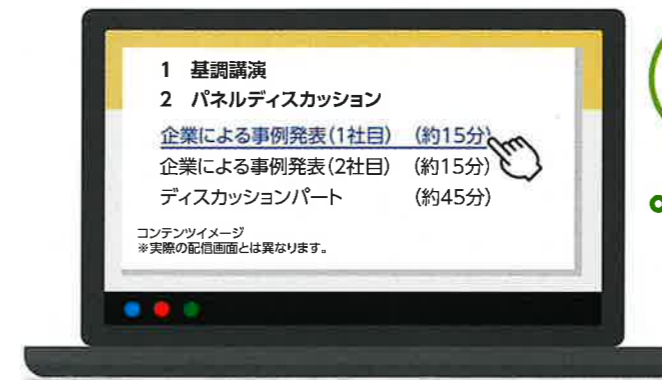 1 基調講演
2 パネルディスカッション
企業による事例発表(1社目) (約15分)
企業による事例発表(2社目) (約15分)
ディスカッションパート (約45分)
コンテンツイメージ
※実際の配信画面とは異なります。